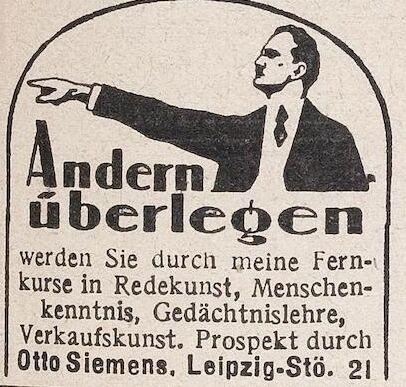 Andern
überlegen
werden Sie durch meine Fern-
kurse in Redekunst, Menschen-
kenntnis, Gedächtnislehre,
Verkaufskunst. Prospekt durch
Otto Siemens, Leipzig-Stö. 21